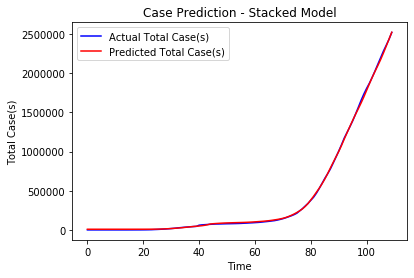 Case Prediction - Stacked Model
Actual Total Case(s)
Predicted Total Case(s)
Total Case(s)
2500000
2000000
1500000
1000000
500000
0
0 20 40 60 80 100
Time